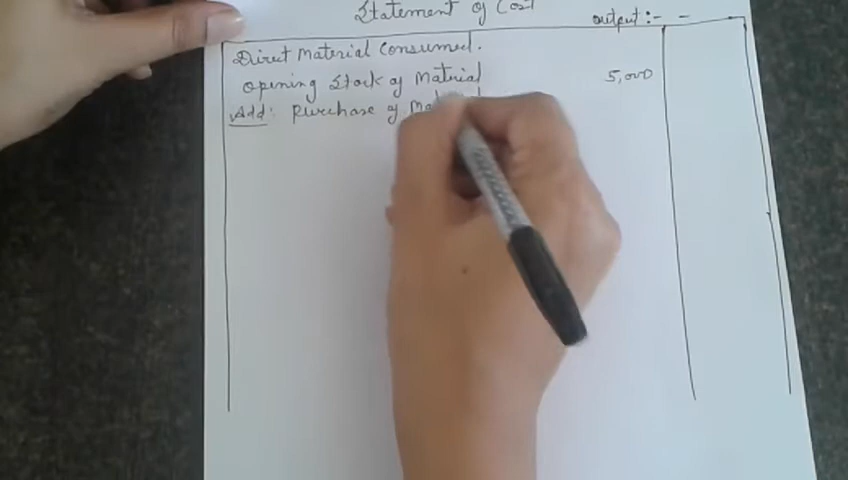 Statement of Cost
output:- -
Direct Material Consumed.
Opening Stock of Material 5,000
Add: Purchase of